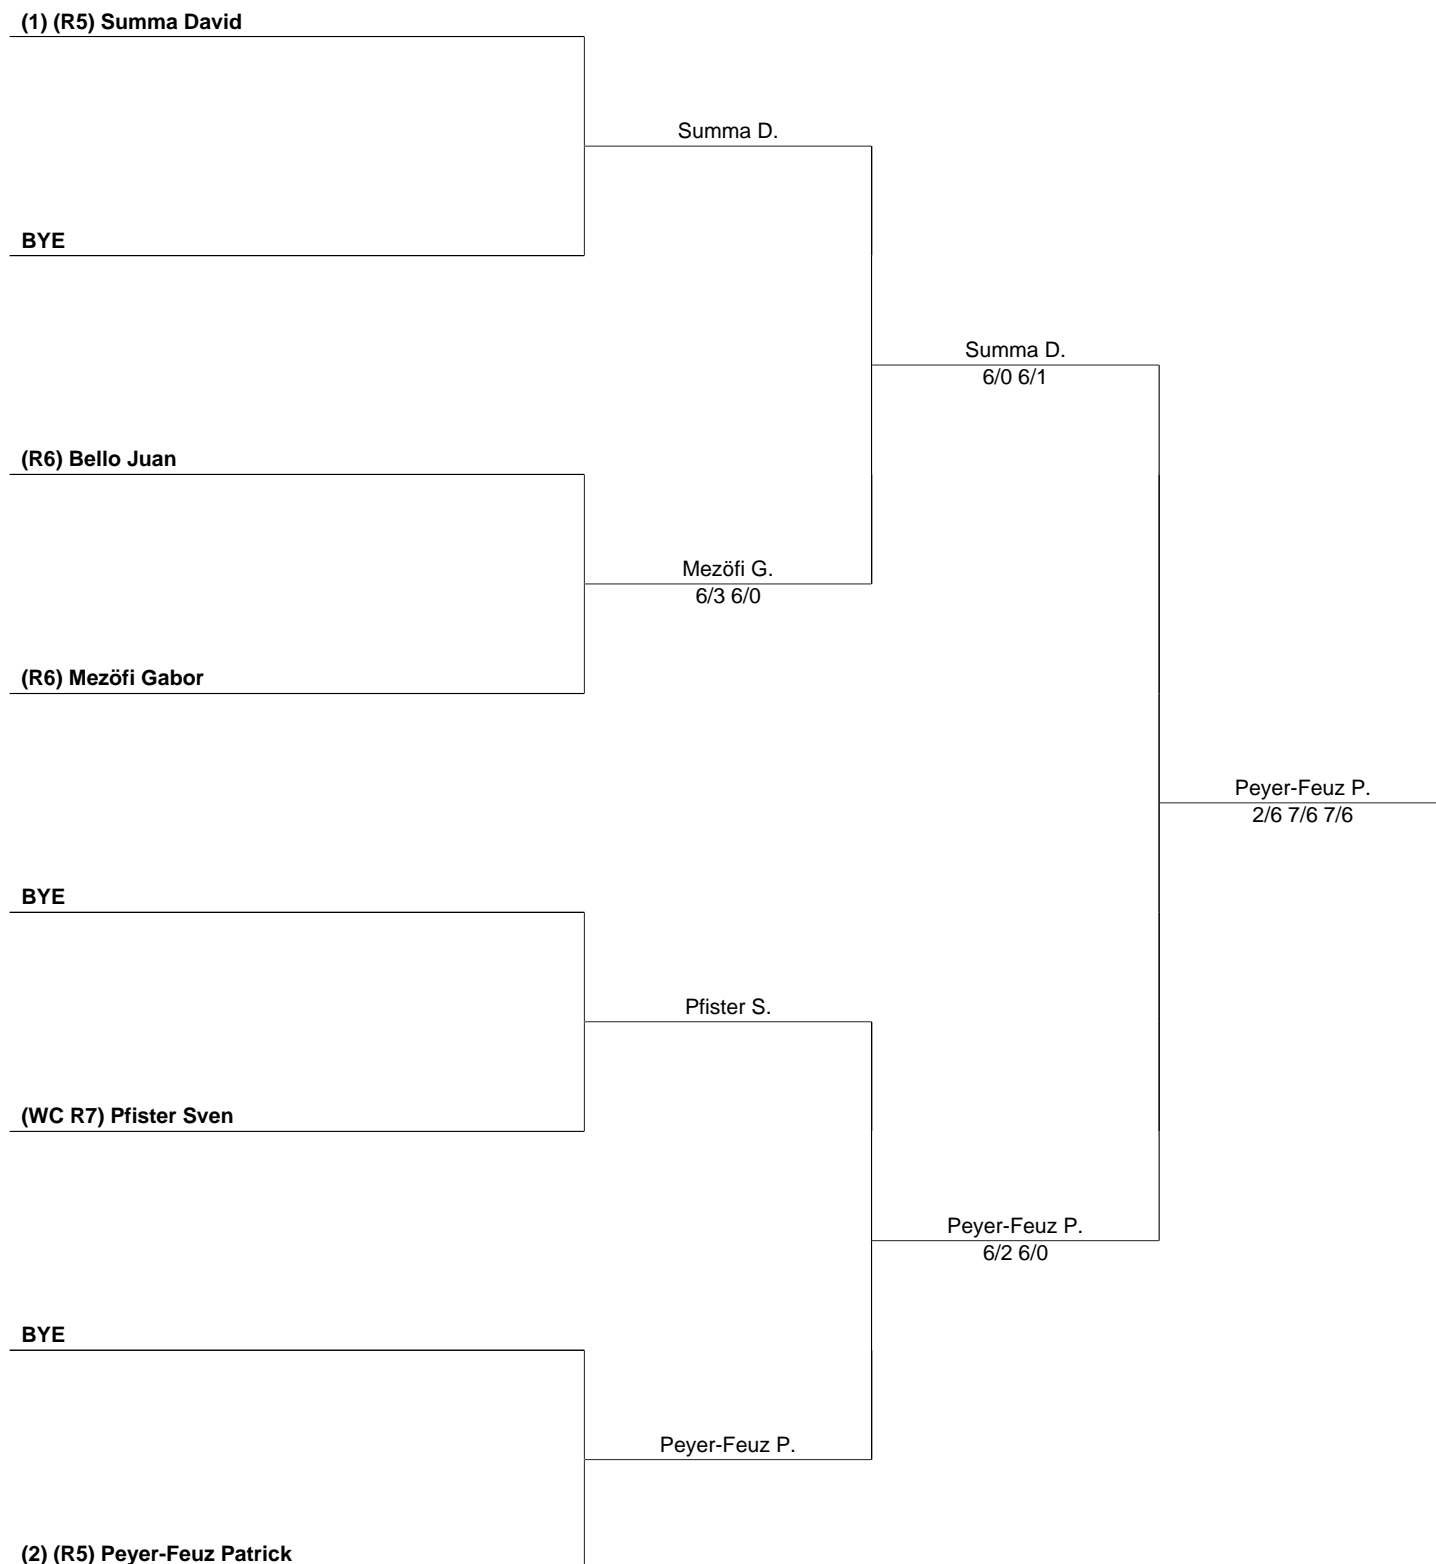 (1) (R5) Summa David
Summa D.
BYE
Summa D.
6/0 6/1
(R6) Bello Juan
Mezöfi G.
6/3 6/0
(R6) Mezöfi Gabor
Peyer-Feuz P.
2/6 7/6 7/6
BYE
Pfister S.
(WC R7) Pfister Sven
Peyer-Feuz P.
6/2 6/0
BYE
Peyer-Feuz P.
(2) (R5) Peyer-Feuz Patrick